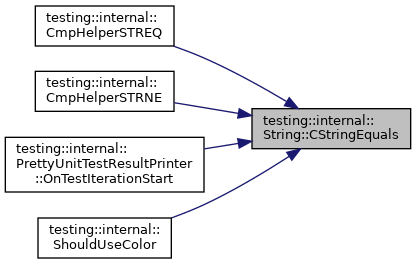 testing::internal::
CmpHelperSTREQ
testing::internal::
CmpHelperSTRNE
testing::internal::
String::CStringEquals
testing::internal::
PrettyUnitTestResultPrinter
::OnTestIterationStart
testing::internal::
ShouldUseColor